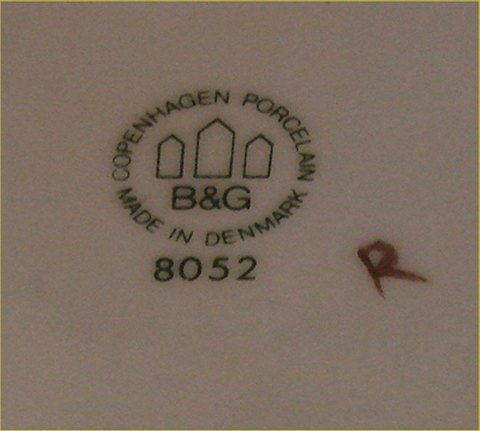 COPENHAGEN PORCELAIN
B&G
MADE IN DENMARK
8052
R